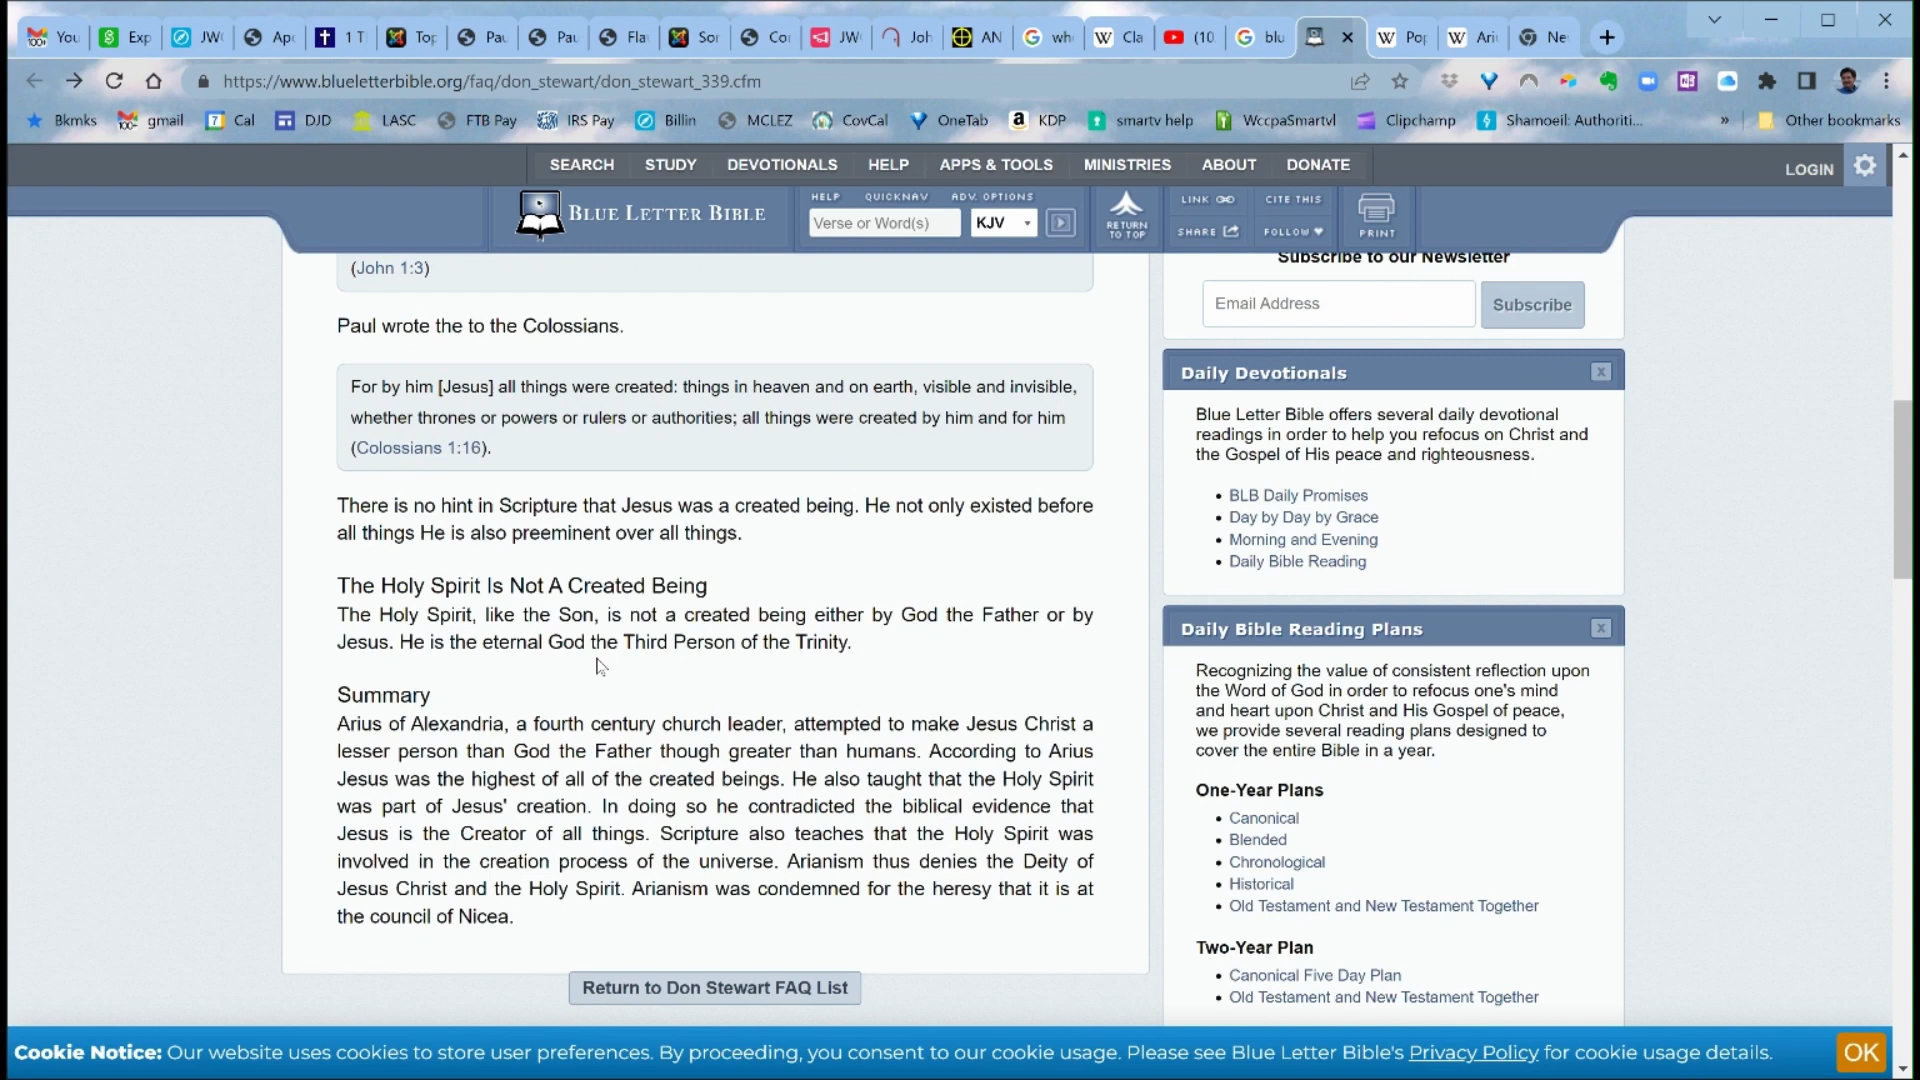 You
Exp
JW
Ap
1 T
Top
Pau
Pau
Fla
Sor
Co
JW
Joh
AN
wh
Cla
(10
blu
Po
Ari
Ne
https://www.blueletterbible.org/faq/don_stewart/don_stewart_339.cfm
Bkmks
gmail
Cal
DJD
LASC
FTB Pay
IRS Pay
Billin
MCLEZ
CovCal
OneTab
KDP
smartv help
WccpaSmartvl
Clipchamp
Shamoeil: Authoriti...
»
Other bookmarks
SEARCH STUDY DEVOTIONALS HELP APPS & TOOLS MINISTRIES ABOUT DONATE
LOGIN
BLUE LETTER BIBLE
HELP QUICKNAV ADV. OPTIONS
Verse or Word(s)
KJV
RETURN
TO TOP
LINK
CITE THIS
SHARE
FOLLOW
PRINT
(John 1:3)
Paul wrote the to the Colossians.
For by him [Jesus] all things were created: things in heaven and on earth, visible and invisible,
whether thrones or powers or rulers or authorities; all things were created by him and for him
(Colossians 1:16).
There is no hint in Scripture that Jesus was a created being. He not only existed before
all things He is also preeminent over all things.
The Holy Spirit Is Not A Created Being
The Holy Spirit, like the Son, is not a created being either by God the Father or by
Jesus. He is the eternal God the Third Person of the Trinity.
Summary
Arius of Alexandria, a fourth century church leader, attempted to make Jesus Christ a
lesser person than God the Father though greater than humans. According to Arius
Jesus was the highest of all of the created beings. He also taught that the Holy Spirit
was part of Jesus' creation. In doing so he contradicted the biblical evidence that
Jesus is the Creator of all things. Scripture also teaches that the Holy Spirit was
involved in the creation process of the universe. Arianism thus denies the Deity of
Jesus Christ and the Holy Spirit. Arianism was condemned for the heresy that it is at
the council of Nicea.
Return to Don Stewart FAQ List
Subscribe to our Newsletter
Email Address
Subscribe
Daily Devotionals
x
Blue Letter Bible offers several daily devotional
readings in order to help you refocus on Christ and
the Gospel of His peace and righteousness.
• BLB Daily Promises
• Day by Day by Grace
• Morning and Evening
• Daily Bible Reading
Daily Bible Reading Plans
x
Recognizing the value of consistent reflection upon
the Word of God in order to refocus one's mind
and heart upon Christ and His Gospel of peace,
we provide several reading plans designed to
cover the entire Bible in a year.
One-Year Plans
• Canonical
• Blended
• Chronological
• Historical
• Old Testament and New Testament Together
Two-Year Plan
• Canonical Five Day Plan
• Old Testament and New Testament Together
Cookie Notice: Our website uses cookies to store user preferences. By proceeding, you consent to our cookie usage. Please see Blue Letter Bible's Privacy Policy for cookie usage details.
OK